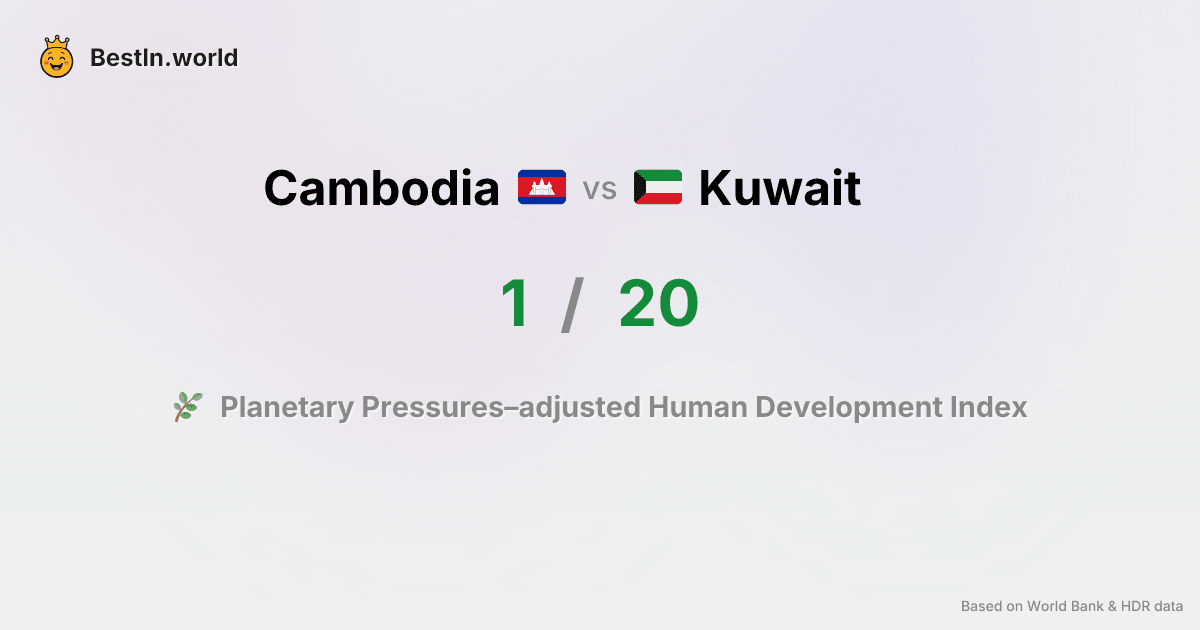 BestIn.world
Cambodia vs Kuwait
1 / 20
Planetary Pressures–adjusted Human Development Index
Based on World Bank & HDR data